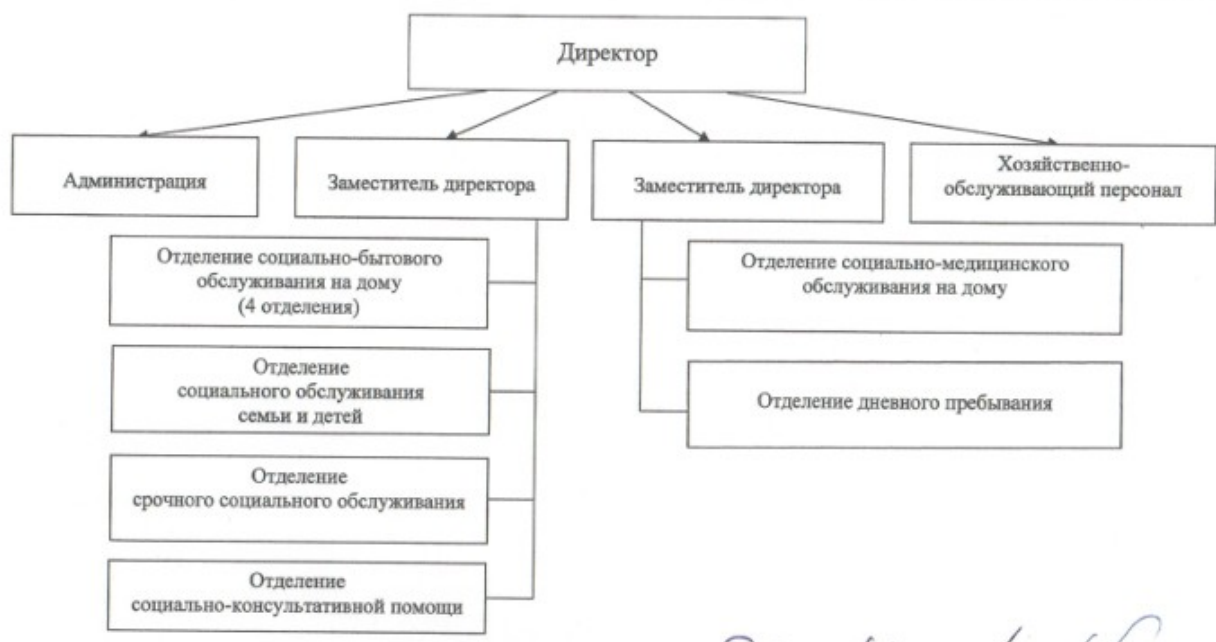 Директор
Администрация
Заместитель директора
Заместитель директора
Хозяйственно-
обслуживающий персонал
Отделение социально-бытового
обслуживания на дому
(4 отделения)
Отделение
социального обслуживания
семьи и детей
Отделение
срочного социального обслуживания
Отделение
социально-консультативной помощи
Отделение социально-медицинского
обслуживания на дому
Отделение дневного пребывания